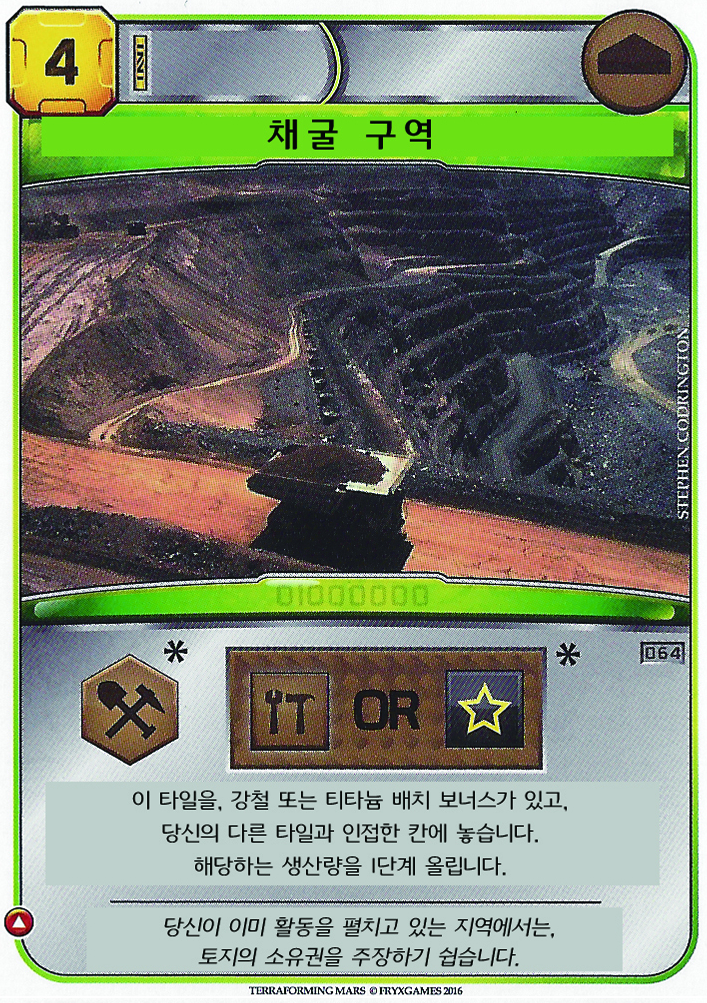 4
INI
채굴 구역
STEPHEN CODRINGTON
01000000
064
* *
OR
이 타일을, 강철 또는 티타늄 배치 보너스가 있고,
당신의 다른 타일과 인접한 칸에 놓습니다.
해당하는 생산량을 1단계 올립니다.
당신이 이미 활동을 펼치고 있는 지역에서는,
토지의 소유권을 주장하기 쉽습니다.
TERRAFORMING MARS © FRYXGAMES 2016